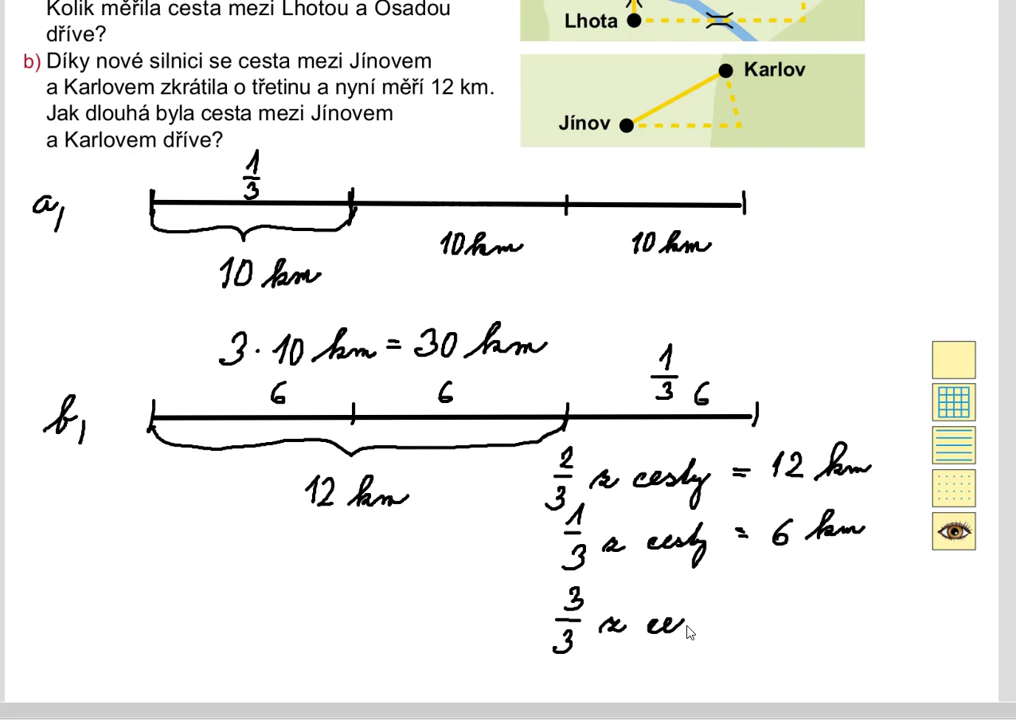 Kolik měřila cesta mezi Lhotou a Osadou
dříve?
b) Díky nové silnici se cesta mezi Jínovem
a Karlovem zkrátila o třetinu a nyní měří 12 km.
Jak dlouhá byla cesta mezi Jínovem
a Karlovem dříve?
Lhota
Karlov
Jínov
a)
1/3
10 km
10 km
10 km
3 · 10 km = 30 km
b)
6
6
1/3 6
12 km
2/3 z cesty = 12 km
1/3 z cesty = 6 km
3/3 z ce